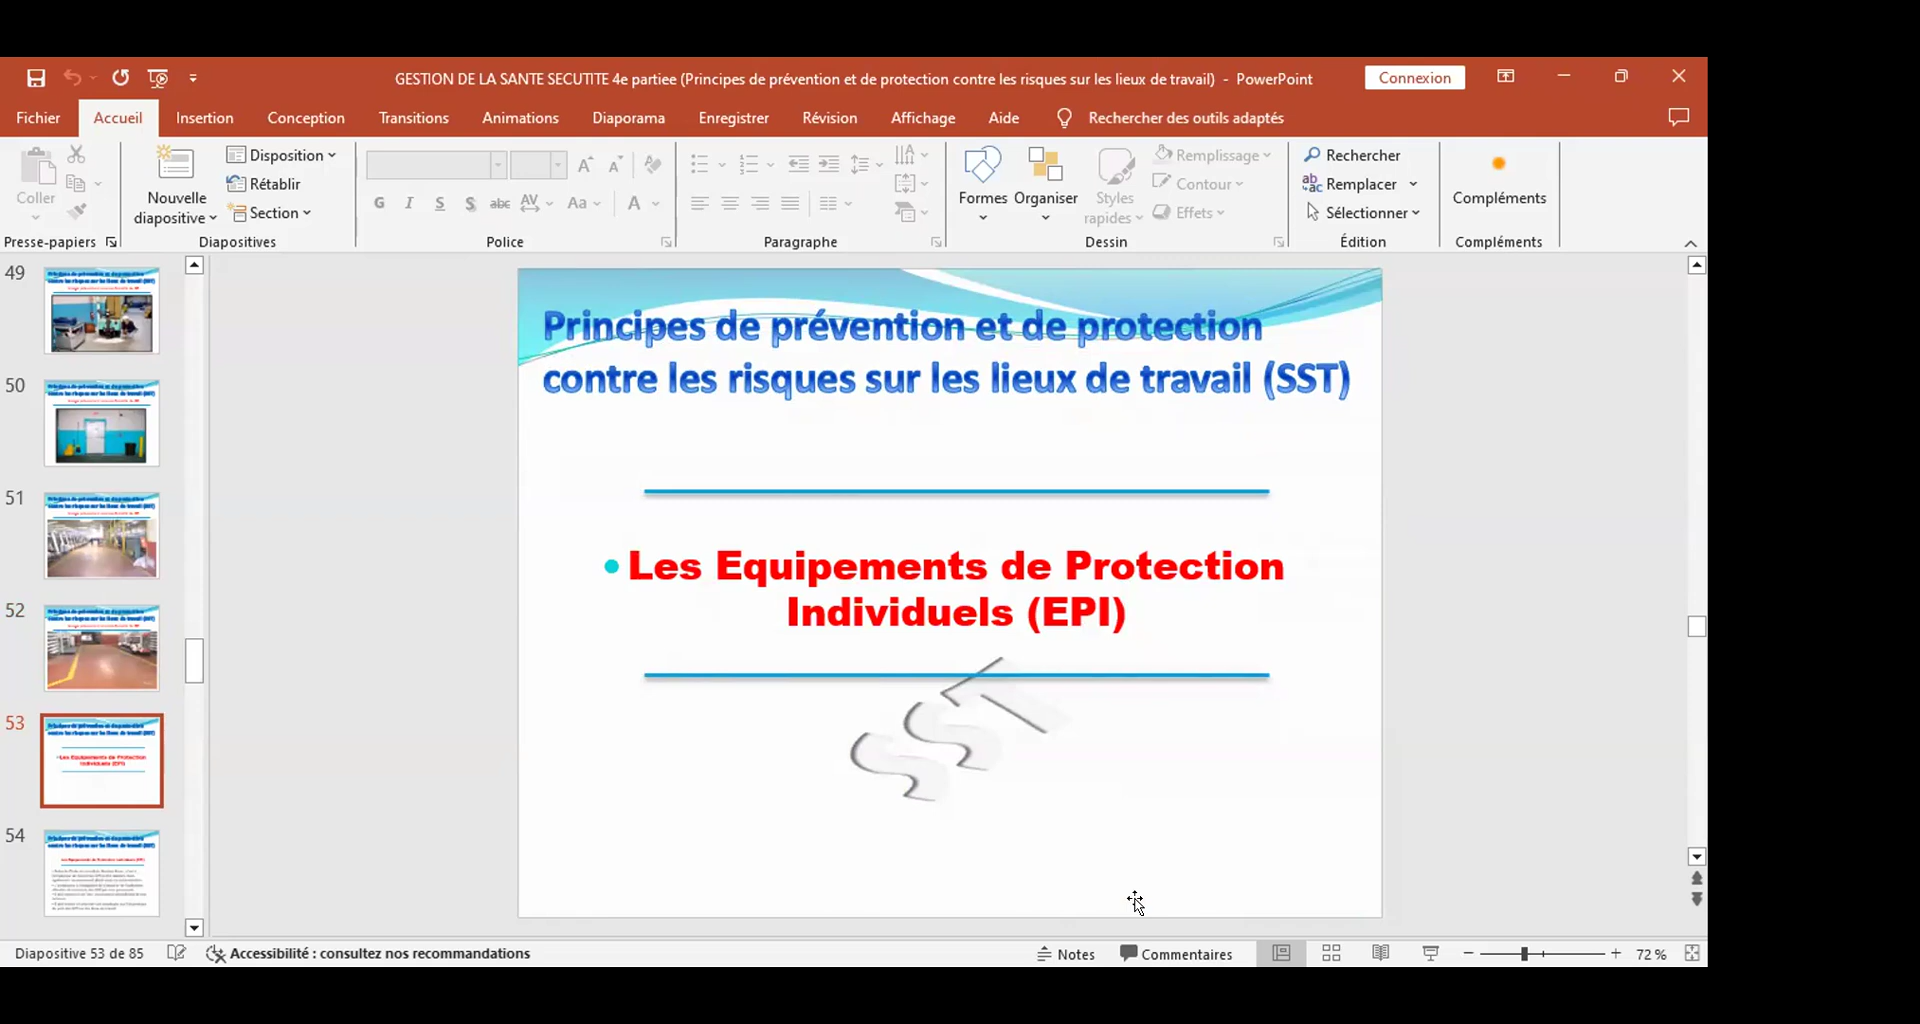 GESTION DE LA SANTE SECUTITE 4e partiee (Principes de prévention et de protection contre les risques sur les lieux de travail) - PowerPoint
Connexion
Fichier Accueil Insertion Conception Transitions Animations Diaporama Enregistrer Révision Affichage Aide Rechercher des outils adaptés
Coller
Presse-papiers
Nouvelle
diapositive
Disposition
Rétablir
Section
Diapositives
G I S S abc AV Aa A
Police
Paragraphe
Formes
Organiser
Styles
rapides
Remplissage
Contour
Effets
Dessin
Rechercher
Remplacer
Sélectionner
Édition
Compléments
Compléments
49
50
51
52
53
54
Principes de prévention et de protection
contre les risques sur les lieux de travail (SST)
• Les Equipements de Protection
Individuels (EPI)
SST
Diapositive 53 de 85
Accessibilité : consultez nos recommandations
Notes
Commentaires
72 %